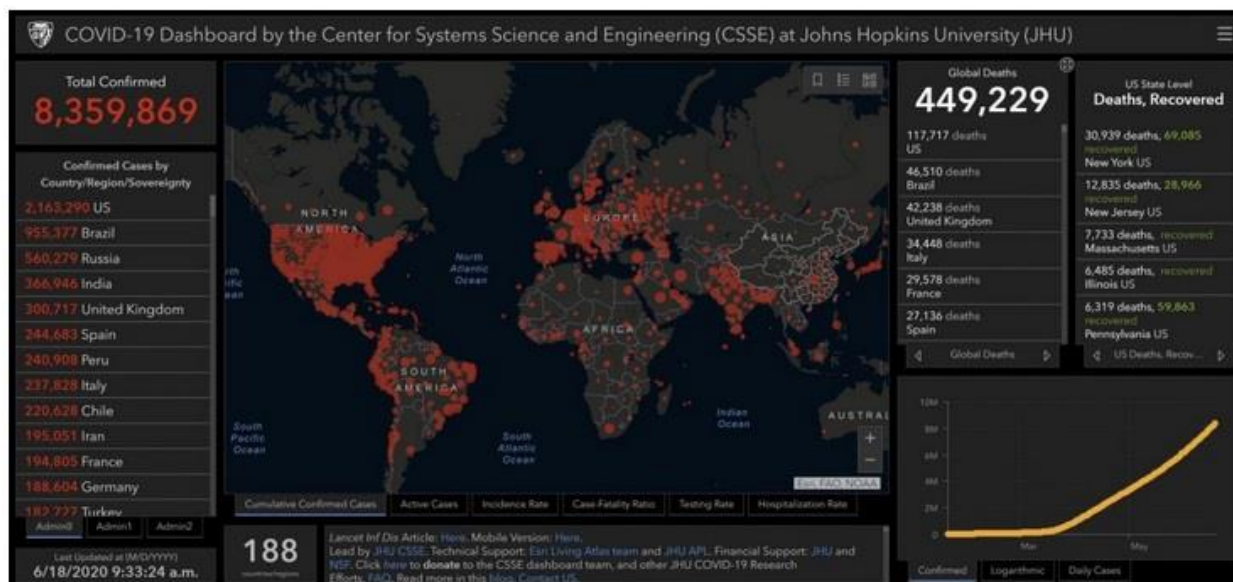 COVID-19 Dashboard by the Center for Systems Science and Engineering (CSSE) at Johns Hopkins University (JHU)
Total Confirmed
8,359,869
Confirmed Cases by
Country/Region/Sovereignty
2,163,290 US
955,377 Brazil
560,279 Russia
366,946 India
300,717 United Kingdom
244,683 Spain
240,908 Peru
237,828 Italy
220,628 Chile
195,051 Iran
194,805 France
188,604 Germany
182,727 Turkey
Admin0
Admin1
Admin2
Last Updated at (M/D/YYYY)
6/18/2020 9:33:24 a.m.
NORTH
AMERICA
North
Atlantic
Ocean
EUROPE
ASIA
AFRICA
SOUTH
AMERICA
South
Pacific
Ocean
South
Atlantic
Ocean
Indian
Ocean
AUSTRAL
+
−
Esri, FAO, NOAA
Cumulative Confirmed Cases
Active Cases
Incidence Rate
Case-Fatality Ratio
Testing Rate
Hospitalization Rate
188
countries/regions
Lancet Inf Dis Article: Here. Mobile Version: Here.
Lead by JHU CSSE. Technical Support: Esri Living Atlas team and JHU APL. Financial Support: JHU and
NSF. Click here to donate to the CSSE dashboard team, and other JHU COVID-19 Research
Efforts. FAQ. Read more in this blog. Contact US.
Global Deaths
449,229
117,717 deaths
US
46,510 deaths
Brazil
42,238 deaths
United Kingdom
34,448 deaths
Italy
29,578 deaths
France
27,136 deaths
Spain
Global Deaths
US State Level
Deaths, Recovered
30,939 deaths, 69,085
recovered
New York US
12,835 deaths, 28,966
recovered
New Jersey US
7,733 deaths, recovered
Massachusetts US
6,485 deaths, recovered
Illinois US
6,319 deaths, 59,863
recovered
Pennsylvania US
US Deaths, Recov...
10M
8M
6M
4M
2M
0
Mar
May
Confirmed
Logarithmic
Daily Cases